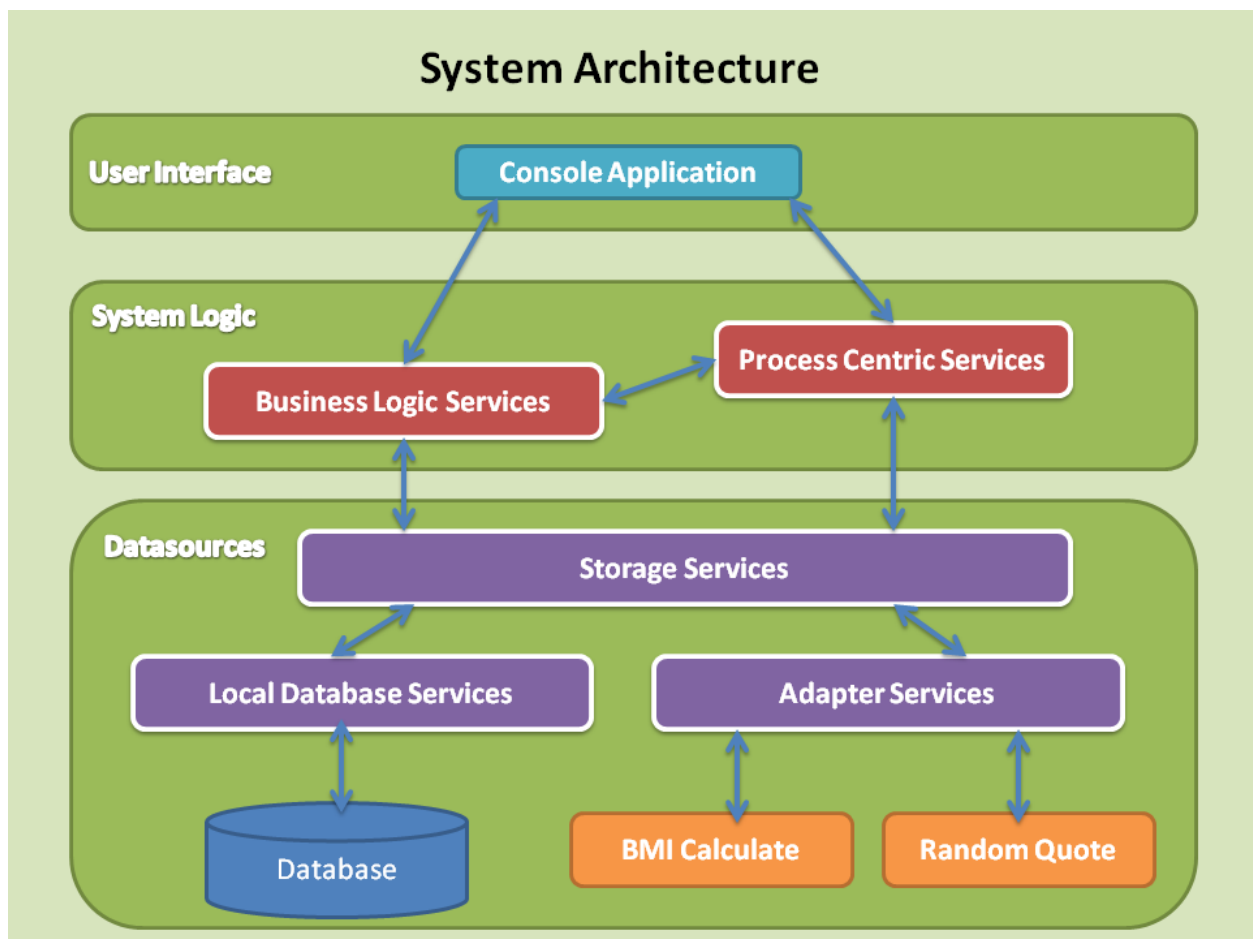 System Architecture
User Interface
Console Application
System Logic
Process Centric Services
Business Logic Services
Datasources
Storage Services
Local Database Services
Adapter Services
Database
BMI Calculate
Random Quote